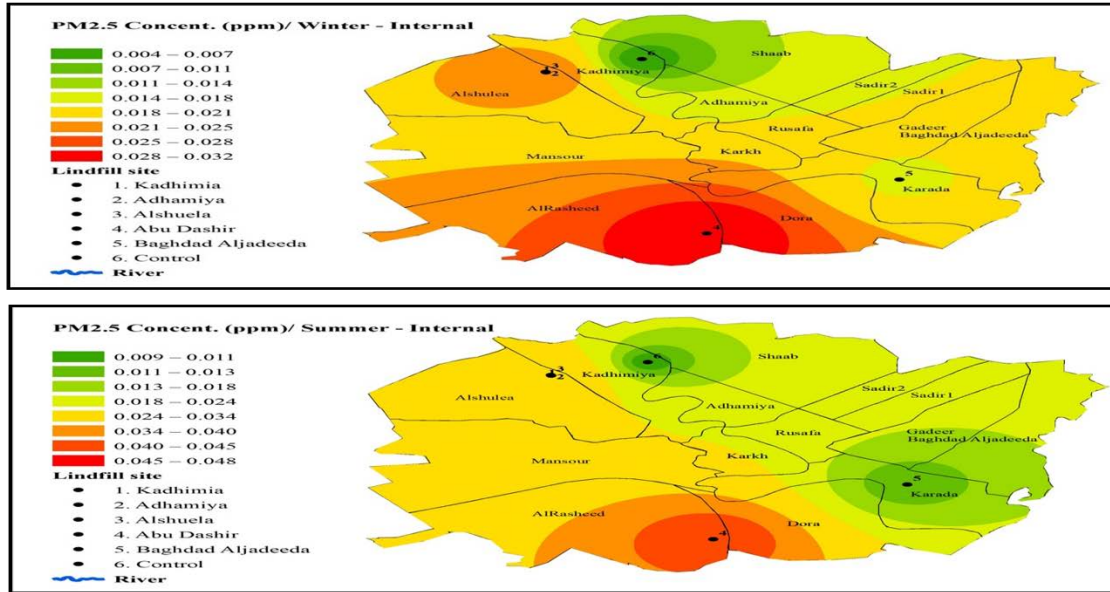 PM2.5 Concent. (ppm)/ Winter - Internal
0.004 – 0.007
0.007 – 0.011
0.011 – 0.014
0.014 – 0.018
0.018 – 0.021
0.021 – 0.025
0.025 – 0.028
0.028 – 0.032
Lindfill site
1. Kadhimia
2. Adhamiya
3. Alshuela
4. Abu Dashir
5. Baghdad Aljadeeda
6. Control
River
6
Shaab
3
2
Kadhimiya
Alshulea
Adhamiya
Sadir2
Sadir1
Rusafa
Gadeer
Baghdad Aljadeeda
Karkh
Mansour
5
Karada
AlRasheed
Dora
4
PM2.5 Concent. (ppm)/ Summer - Internal
0.009 – 0.011
0.011 – 0.013
0.013 – 0.018
0.018 – 0.024
0.024 – 0.034
0.034 – 0.040
0.040 – 0.045
0.045 – 0.048
Lindfill site
1. Kadhimia
2. Adhamiya
3. Alshuela
4. Abu Dashir
5. Baghdad Aljadeeda
6. Control
River
6
Shaab
3
2
Kadhimiya
Alshulea
Adhamiya
Sadir2
Sadir1
Rusafa
Gadeer
Baghdad Aljadeeda
Karkh
Mansour
5
Karada
AlRasheed
Dora
4